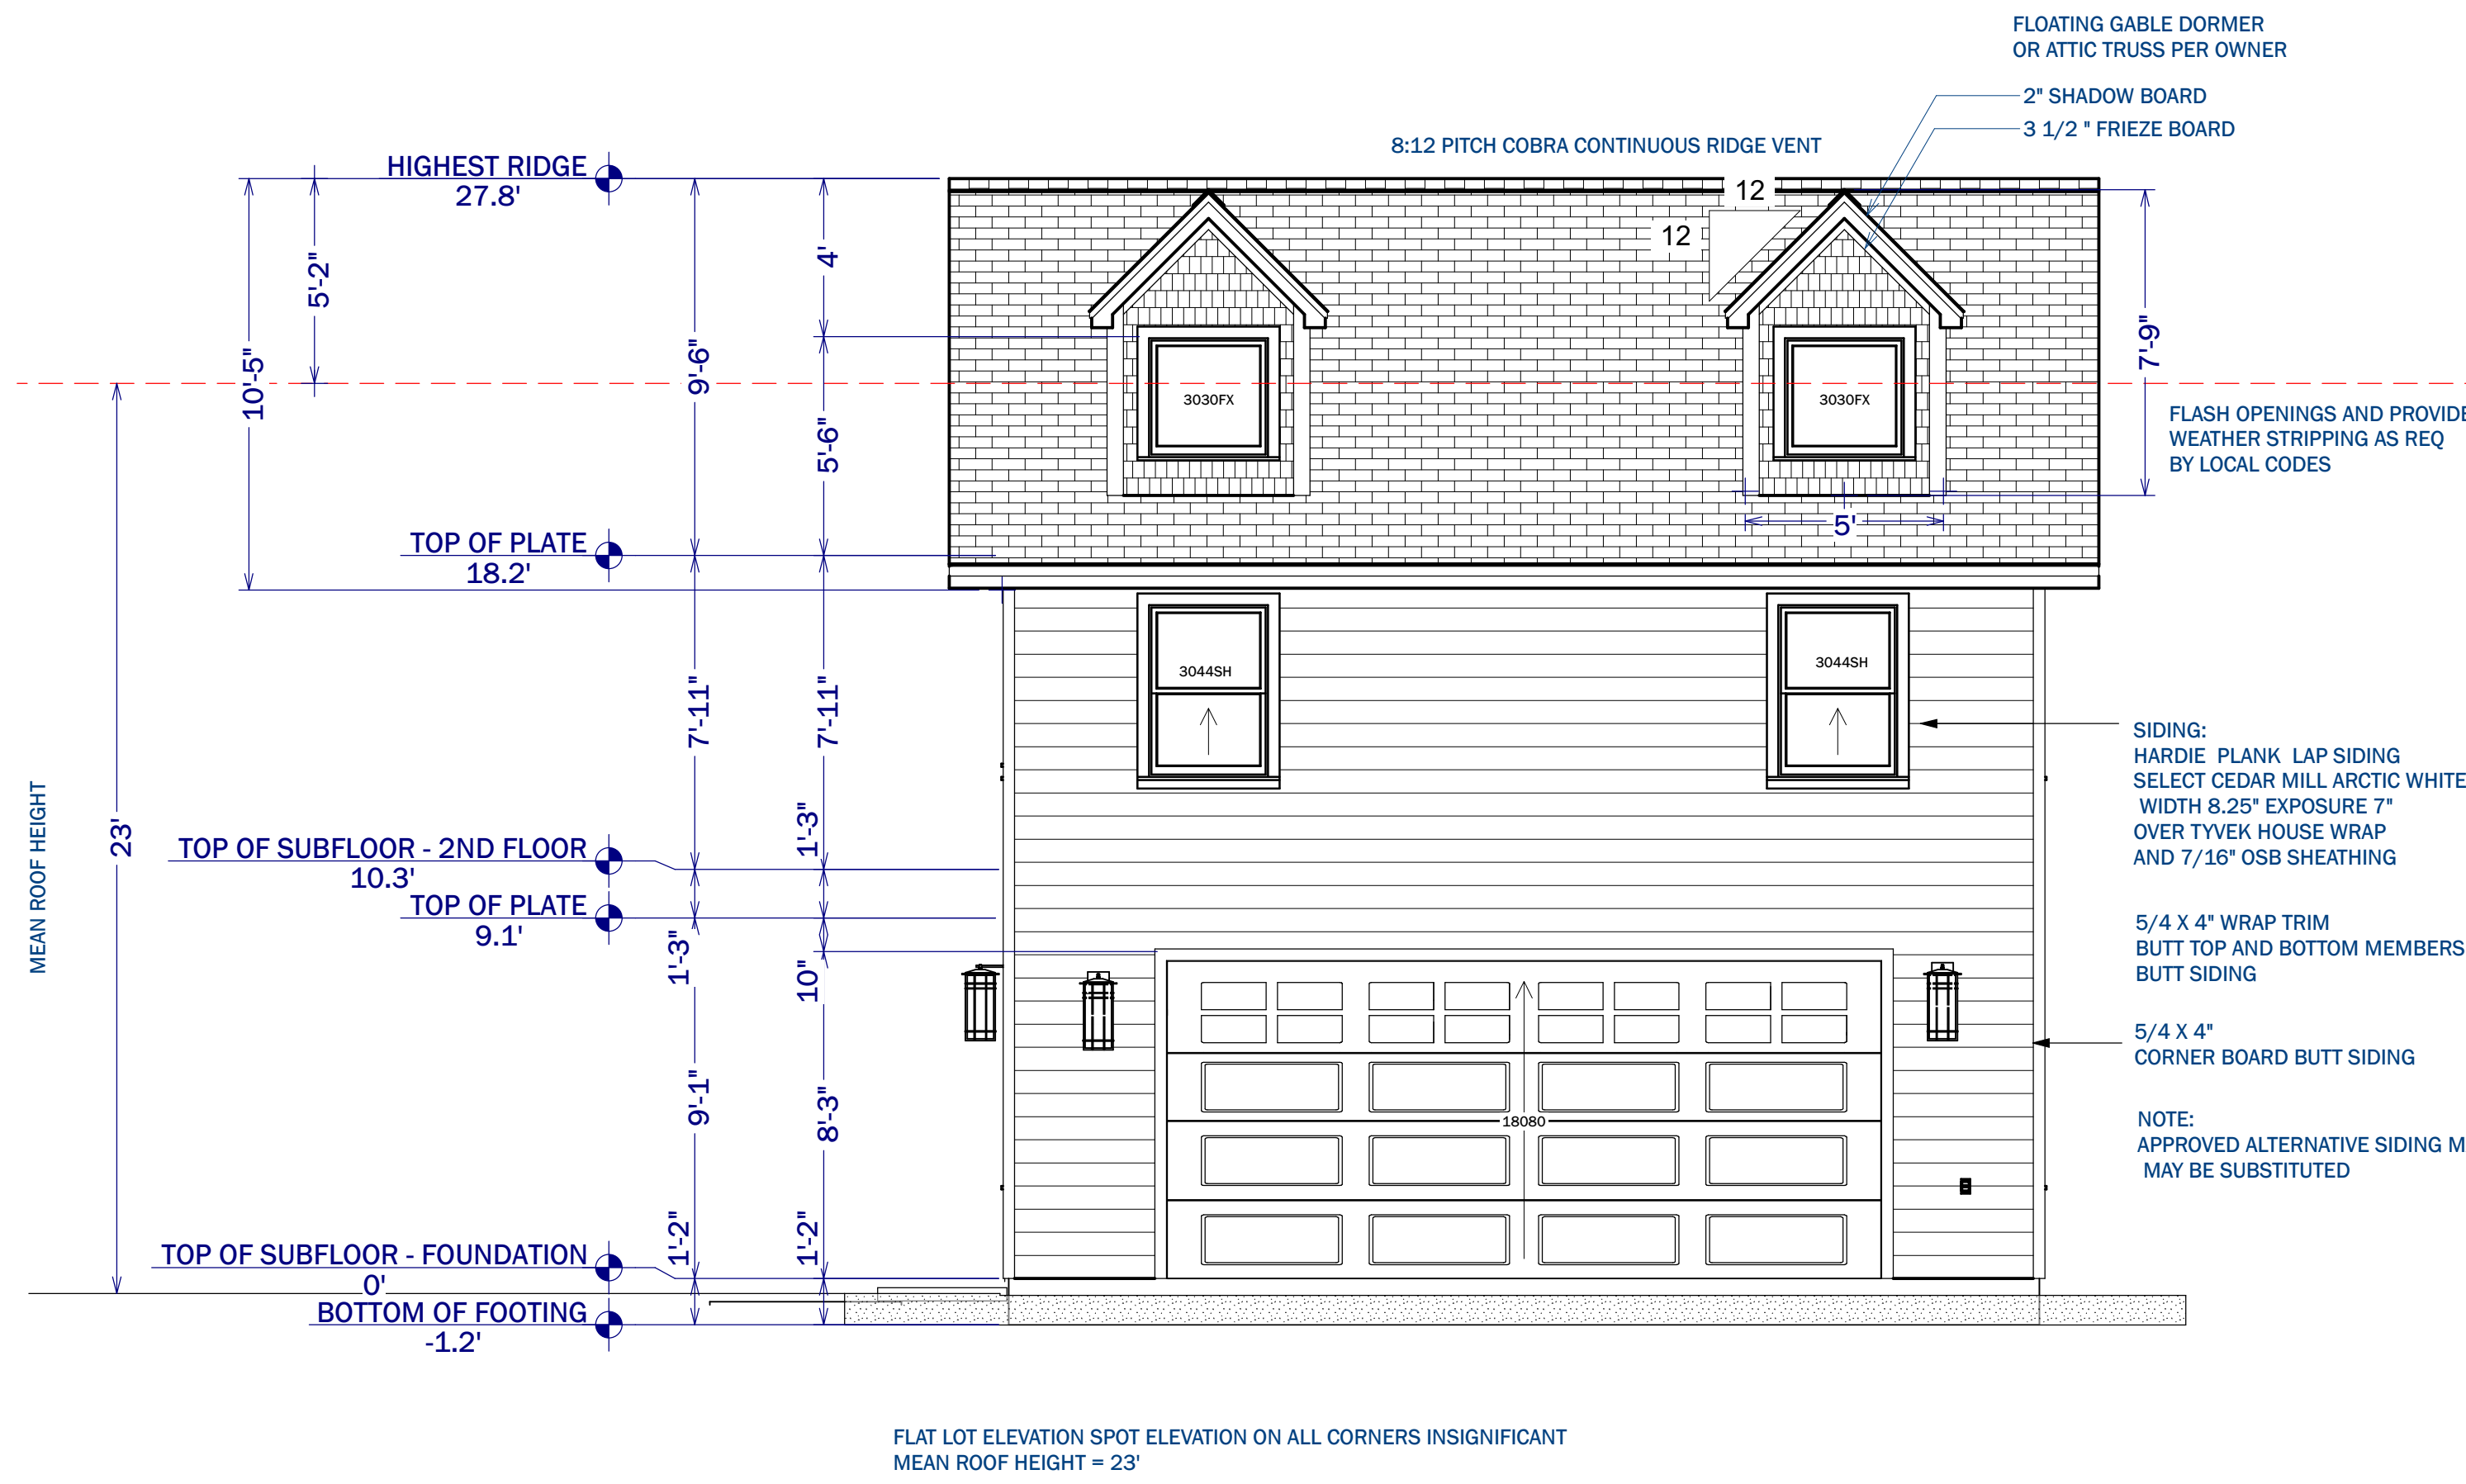 FLOATING GABLE DORMER
OR ATTIC TRUSS PER OWNER
2" SHADOW BOARD
3 1/2 " FRIEZE BOARD
8:12 PITCH COBRA CONTINUOUS RIDGE VENT
HIGHEST RIDGE
27.8'
12
12
5'-2"
4'
10'-5"
9'-6"
5'-6"
7'-9"
3030FX
3030FX
FLASH OPENINGS AND PROVIDE
WEATHER STRIPPING AS REQ
BY LOCAL CODES
5'
TOP OF PLATE
18.2'
7'-11"
7'-11"
3044SH
3044SH
SIDING:
HARDIE PLANK LAP SIDING
SELECT CEDAR MILL ARCTIC WHITE
WIDTH 8.25" EXPOSURE 7"
OVER TYVEK HOUSE WRAP
AND 7/16" OSB SHEATHING
MEAN ROOF HEIGHT
23'
1'-3"
TOP OF SUBFLOOR - 2ND FLOOR
10.3'
TOP OF PLATE
9.1'
1'-3"
10"
5/4 X 4" WRAP TRIM
BUTT TOP AND BOTTOM MEMBERS
BUTT SIDING
5/4 X 4"
CORNER BOARD BUTT SIDING
9'-1"
8'-3"
18080
NOTE:
APPROVED ALTERNATIVE SIDING M
MAY BE SUBSTITUTED
1'-2"
1'-2"
TOP OF SUBFLOOR - FOUNDATION
0'
BOTTOM OF FOOTING
-1.2'
FLAT LOT ELEVATION SPOT ELEVATION ON ALL CORNERS INSIGNIFICANT
MEAN ROOF HEIGHT = 23'